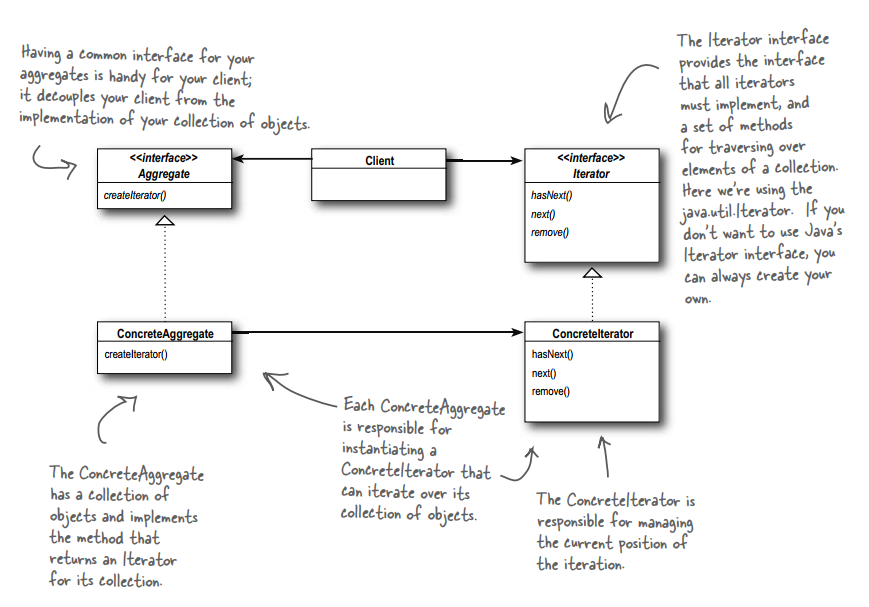 Having a common interface for your
aggregates is handy for your client;
it decouples your client from the
implementation of your collection of objects.
The Iterator interface
provides the interface
that all iterators
must implement, and
a set of methods
for traversing over
elements of a collection.
Here we're using the
java.util.Iterator. If you
don't want to use Java's
Iterator interface, you
can always create your
own.
<<interface>>
Aggregate
createIterator()
Client
<<interface>>
Iterator
hasNext()
next()
remove()
ConcreteAggregate
createIterator()
ConcreteIterator
hasNext()
next()
remove()
Each ConcreteAggregate
is responsible for
instantiating a
ConcreteIterator that
can iterate over its
collection of objects.
The ConcreteAggregate
has a collection of
objects and implements
the method that
returns an Iterator
for its collection.
The ConcreteIterator is
responsible for managing
the current position of
the iteration.